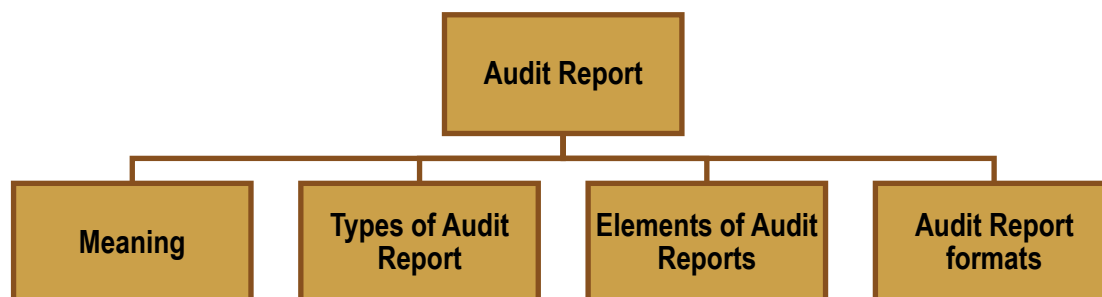 Audit Report
Meaning
Types of Audit
Report
Elements of Audit
Reports
Audit Report
formats